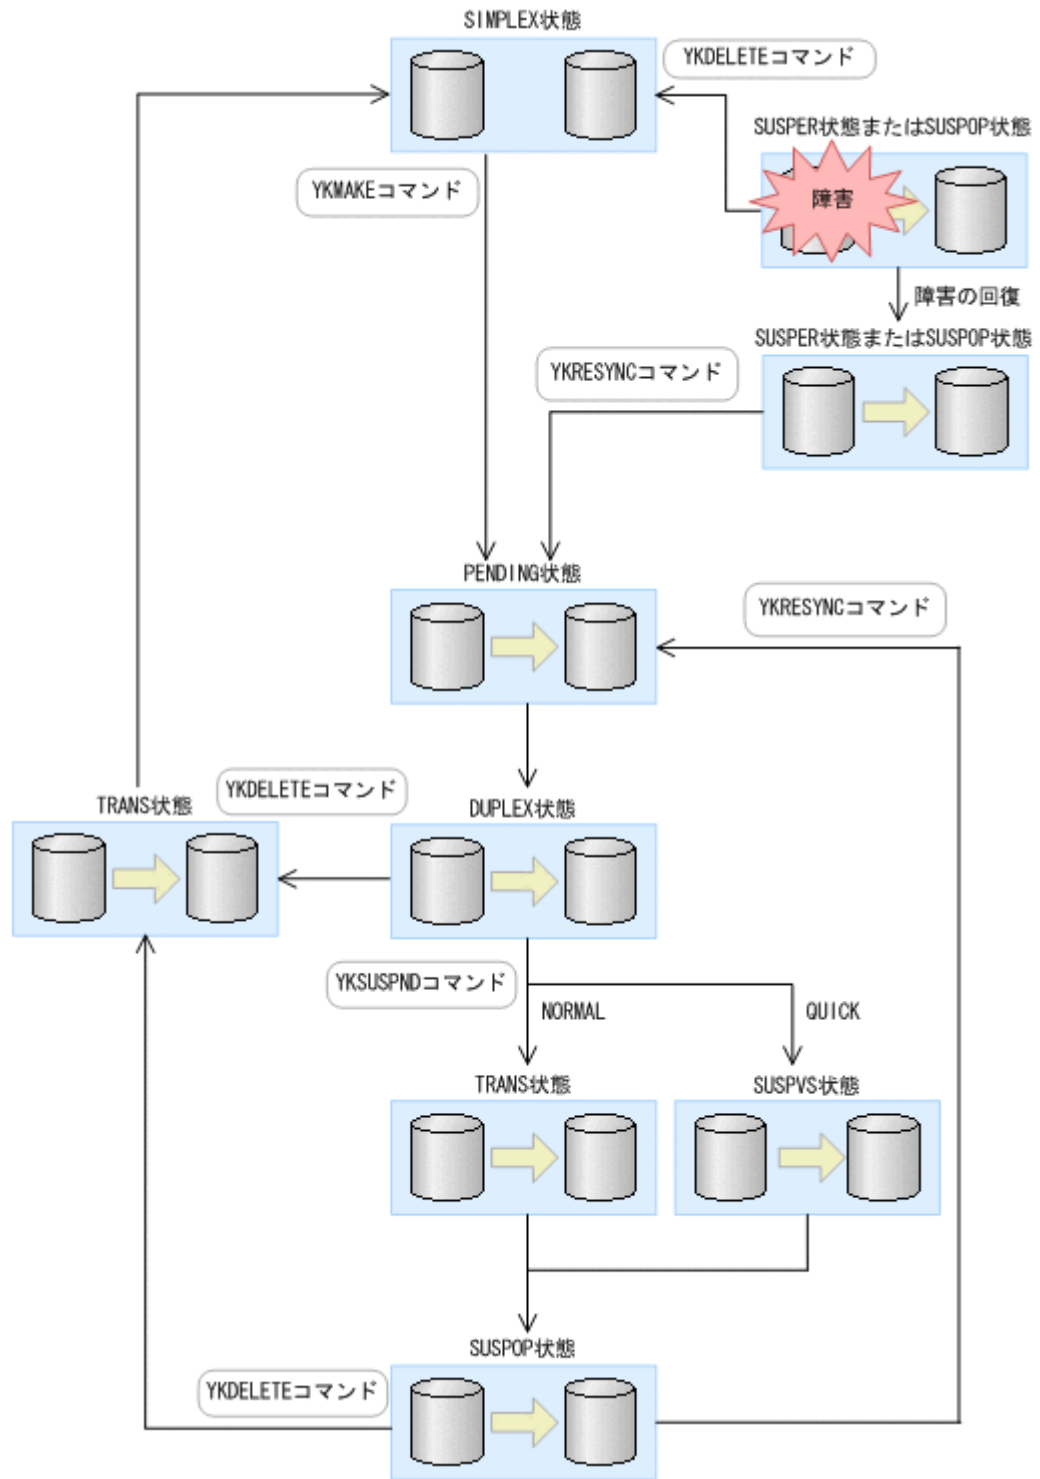 SIMPLEX状態
YKDELETEコマンド
SUSPER状態またはSUSPOP状態
YKMAKEコマンド
障害
障害の回復
SUSPER状態またはSUSPOP状態
YKRESYNCコマンド
PENDING状態
YKRESYNCコマンド
YKDELETEコマンド
TRANS状態
DUPLEX状態
YKSUSPNDコマンド
NORMAL
QUICK
TRANS状態
SUSPVS状態
SUSPOP状態
YKDELETEコマンド